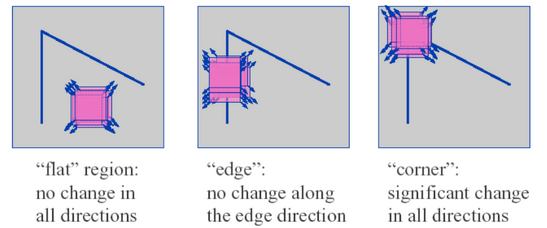 “flat” region:
no change in
all directions
“edge”:
no change along
the edge direction
“corner”:
significant change
in all directions